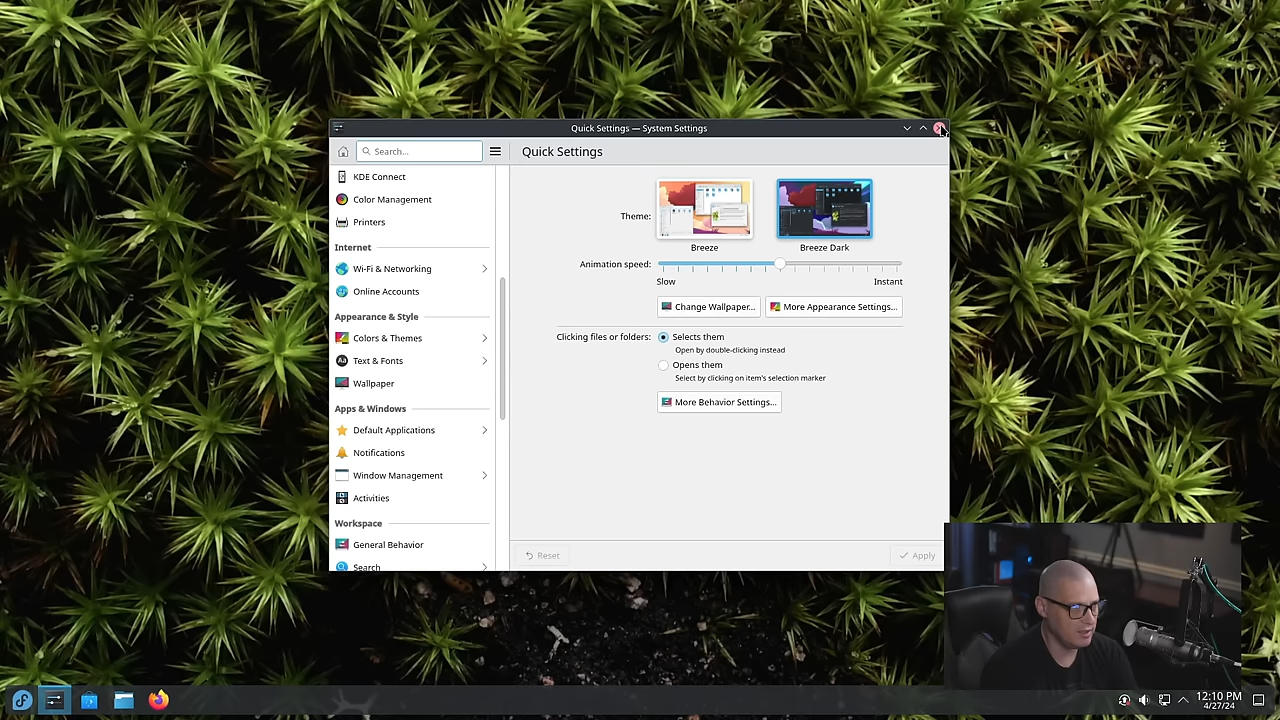 Quick Settings — System Settings
Search...
Quick Settings
KDE Connect
Color Management
Printers
Internet
Wi-Fi & Networking
Online Accounts
Appearance & Style
Colors & Themes
Aa
Text & Fonts
Wallpaper
Apps & Windows
Default Applications
Notifications
Window Management
Activities
Workspace
General Behavior
Search
Theme:
Breeze
Breeze Dark
Animation speed:
Slow
Instant
Change Wallpaper...
More Appearance Settings...
Clicking files or folders:
Selects them
Open by double-clicking instead
Opens them
Select by clicking on item's selection marker
More Behavior Settings...
Reset
Apply
12:10 PM
4/27/24